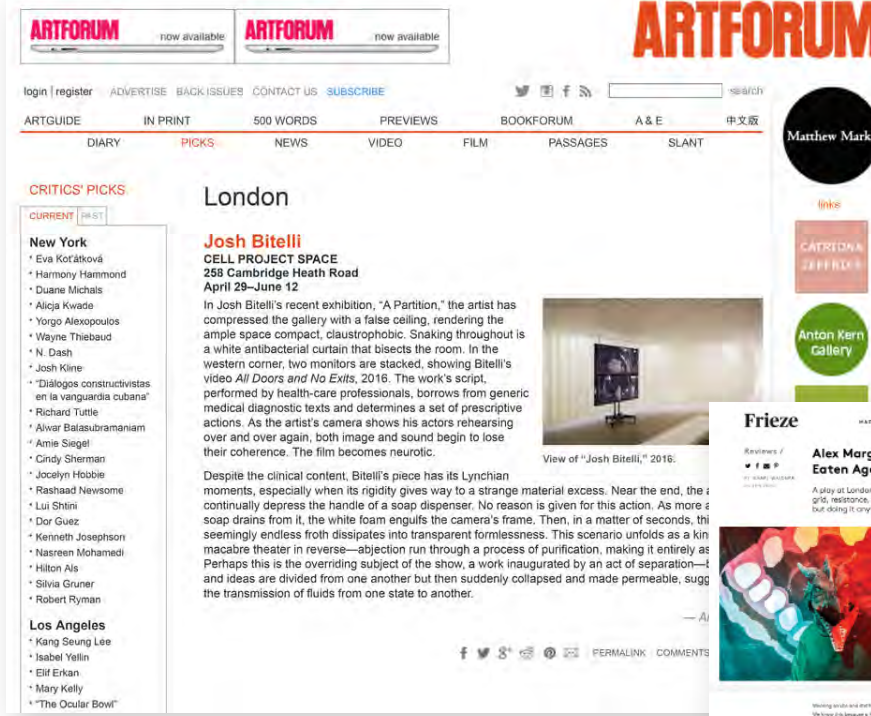 ARTFORUM now available ARTFORUM now available
ARTFORUM
login | register ADVERTISE BACK ISSUES CONTACT US SUBSCRIBE search
ARTGUIDE IN PRINT 500 WORDS PREVIEWS BOOKFORUM A & E 中文版
DIARY PICKS NEWS VIDEO FILM PASSAGES SLANT
Matthew Mark
links
CATRIONA
JEFFRIES
Anton Kern
Gallery
CRITICS' PICKS
CURRENT PAST
New York
Eva Kot'átková
Harmony Hammond
Duane Michals
Alicja Kwade
Yorgo Alexopoulos
Wayne Thiebaud
N. Dash
Josh Kline
"Diálogos constructivistas
en la vanguardia cubana"
Richard Tuttle
Alwar Balasubramaniam
Amie Siegel
Cindy Sherman
Jocelyn Hobbie
Rashaad Newsome
Lui Shtini
Dor Guez
Kenneth Josephson
Nasreen Mohamedi
Hilton Als
Silvia Gruner
Robert Ryman
Los Angeles
Kang Seung Lee
Isabel Yellin
Elif Erkan
Mary Kelly
"The Ocular Bowl"
London
Josh Bitelli
CELL PROJECT SPACE
258 Cambridge Heath Road
April 29–June 12
In Josh Bitelli's recent exhibition, "A Partition," the artist has
compressed the gallery with a false ceiling, rendering the
ample space compact, claustrophobic. Snaking throughout is
a white antibacterial curtain that bisects the room. In the
western corner, two monitors are stacked, showing Bitelli's
video All Doors and No Exits, 2016. The work's script,
performed by health-care professionals, borrows from generic
medical diagnostic texts and determines a set of prescriptive
actions. As the artist's camera shows his actors rehearsing
over and over again, both image and sound begin to lose
their coherence. The film becomes neurotic.
View of "Josh Bitelli," 2016.
Despite the clinical content, Bitelli's piece has its Lynchian
moments, especially when its rigidity gives way to a strange material excess. Near the end, the a
continually depress the handle of a soap dispenser. No reason is given for this action. As more a
soap drains from it, the white foam engulfs the camera's frame. Then, in a matter of seconds, thi
seemingly endless froth dissipates into transparent formlessness. This scenario unfolds as a kin
macabre theater in reverse—abjection run through a process of purification, making it entirely as
Perhaps this is the overriding subject of the show, a work inaugurated by an act of separation—b
and ideas are divided from one another but then suddenly collapsed and made permeable, sugg
the transmission of fluids from one state to another.
PERMALINK COMMENTS
Frieze
Reviews /
Alex Marg
Eaten Ag
A play at London
grid, resistance,
but doing it any